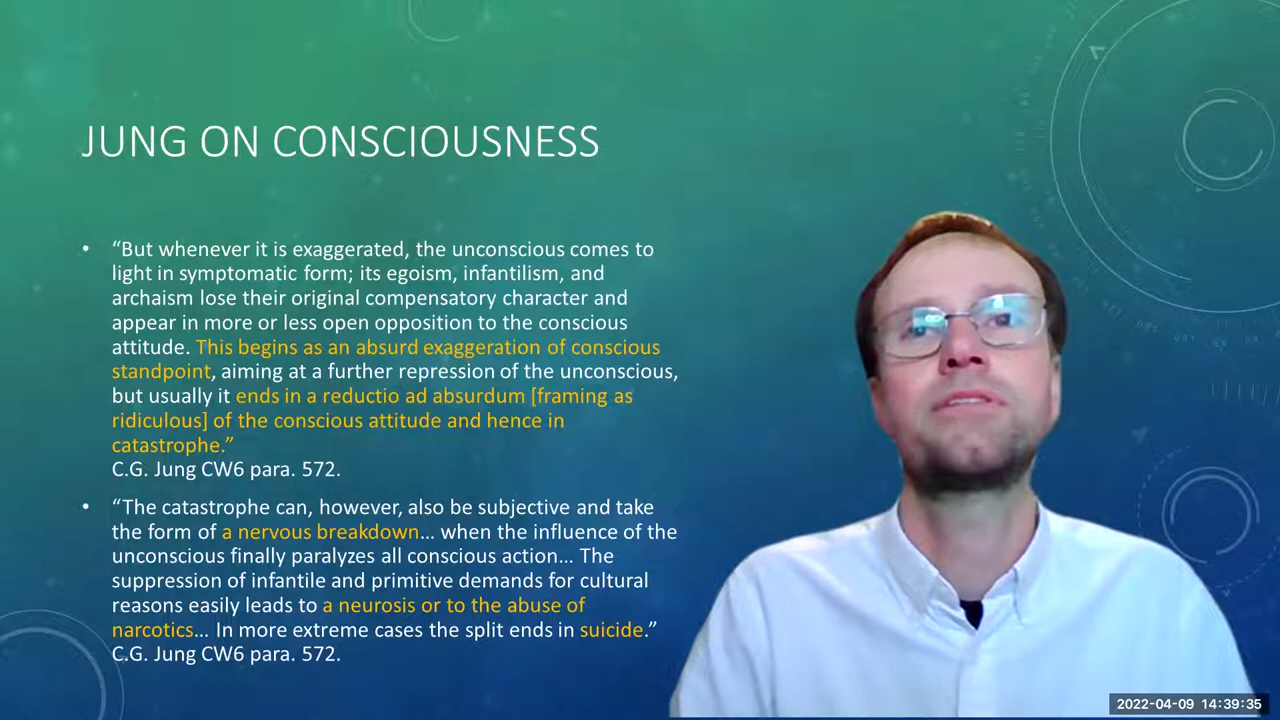 JUNG ON CONSCIOUSNESS
• “But whenever it is exaggerated, the unconscious comes to
light in symptomatic form; its egoism, infantilism, and
archaism lose their original compensatory character and
appear in more or less open opposition to the conscious
attitude. This begins as an absurd exaggeration of conscious
standpoint, aiming at a further repression of the unconscious,
but usually it ends in a reductio ad absurdum [framing as
ridiculous] of the conscious attitude and hence in
catastrophe.”
C.G. Jung CW6 para. 572.
• “The catastrophe can, however, also be subjective and take
the form of a nervous breakdown… when the influence of the
unconscious finally paralyzes all conscious action… The
suppression of infantile and primitive demands for cultural
reasons easily leads to a neurosis or to the abuse of
narcotics… In more extreme cases the split ends in suicide.”
C.G. Jung CW6 para. 572.
2022-04-09 14:39:35